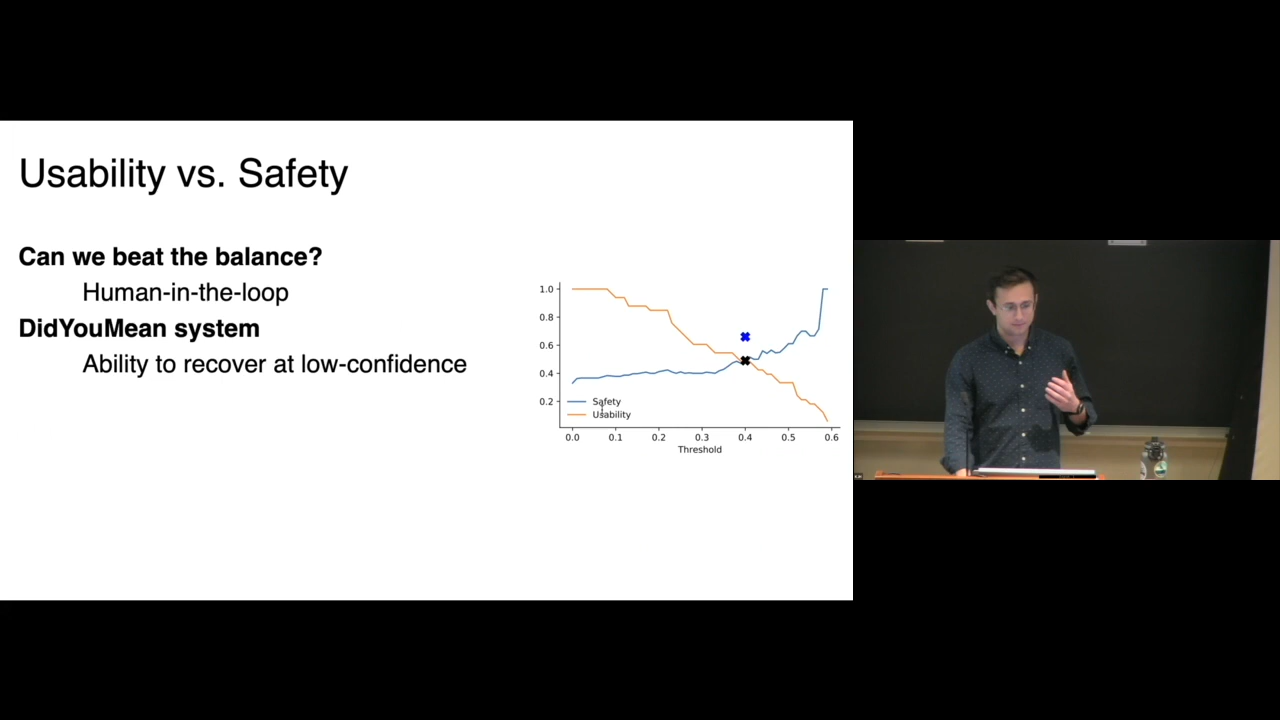 Usability vs. Safety
Can we beat the balance?
Human-in-the-loop
DidYouMean system
Ability to recover at low-confidence
1.0
0.8
0.6
0.4
0.2
Safety
Usability
0.0 0.1 0.2 0.3 0.4 0.5 0.6
Threshold